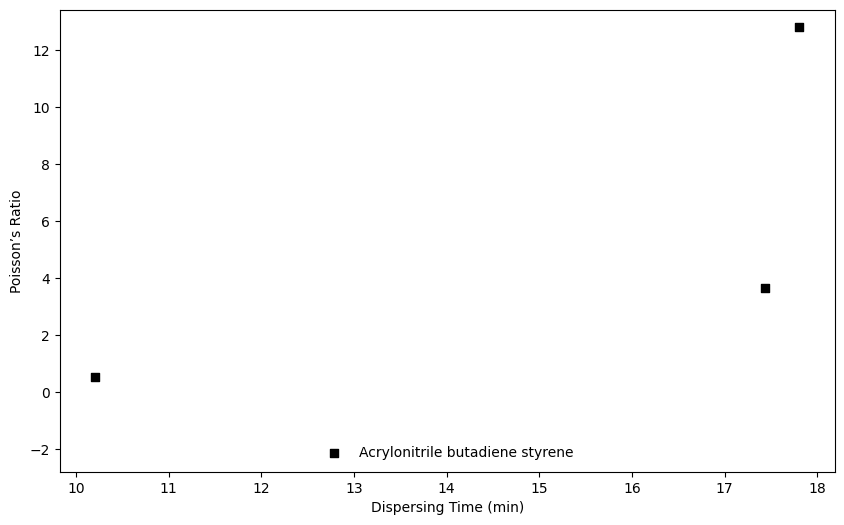 12
10
8
6
4
2
0
−2
Poisson’s Ratio
Acrylonitrile butadiene styrene
10 11 12 13 14 15 16 17 18
Dispersing Time (min)